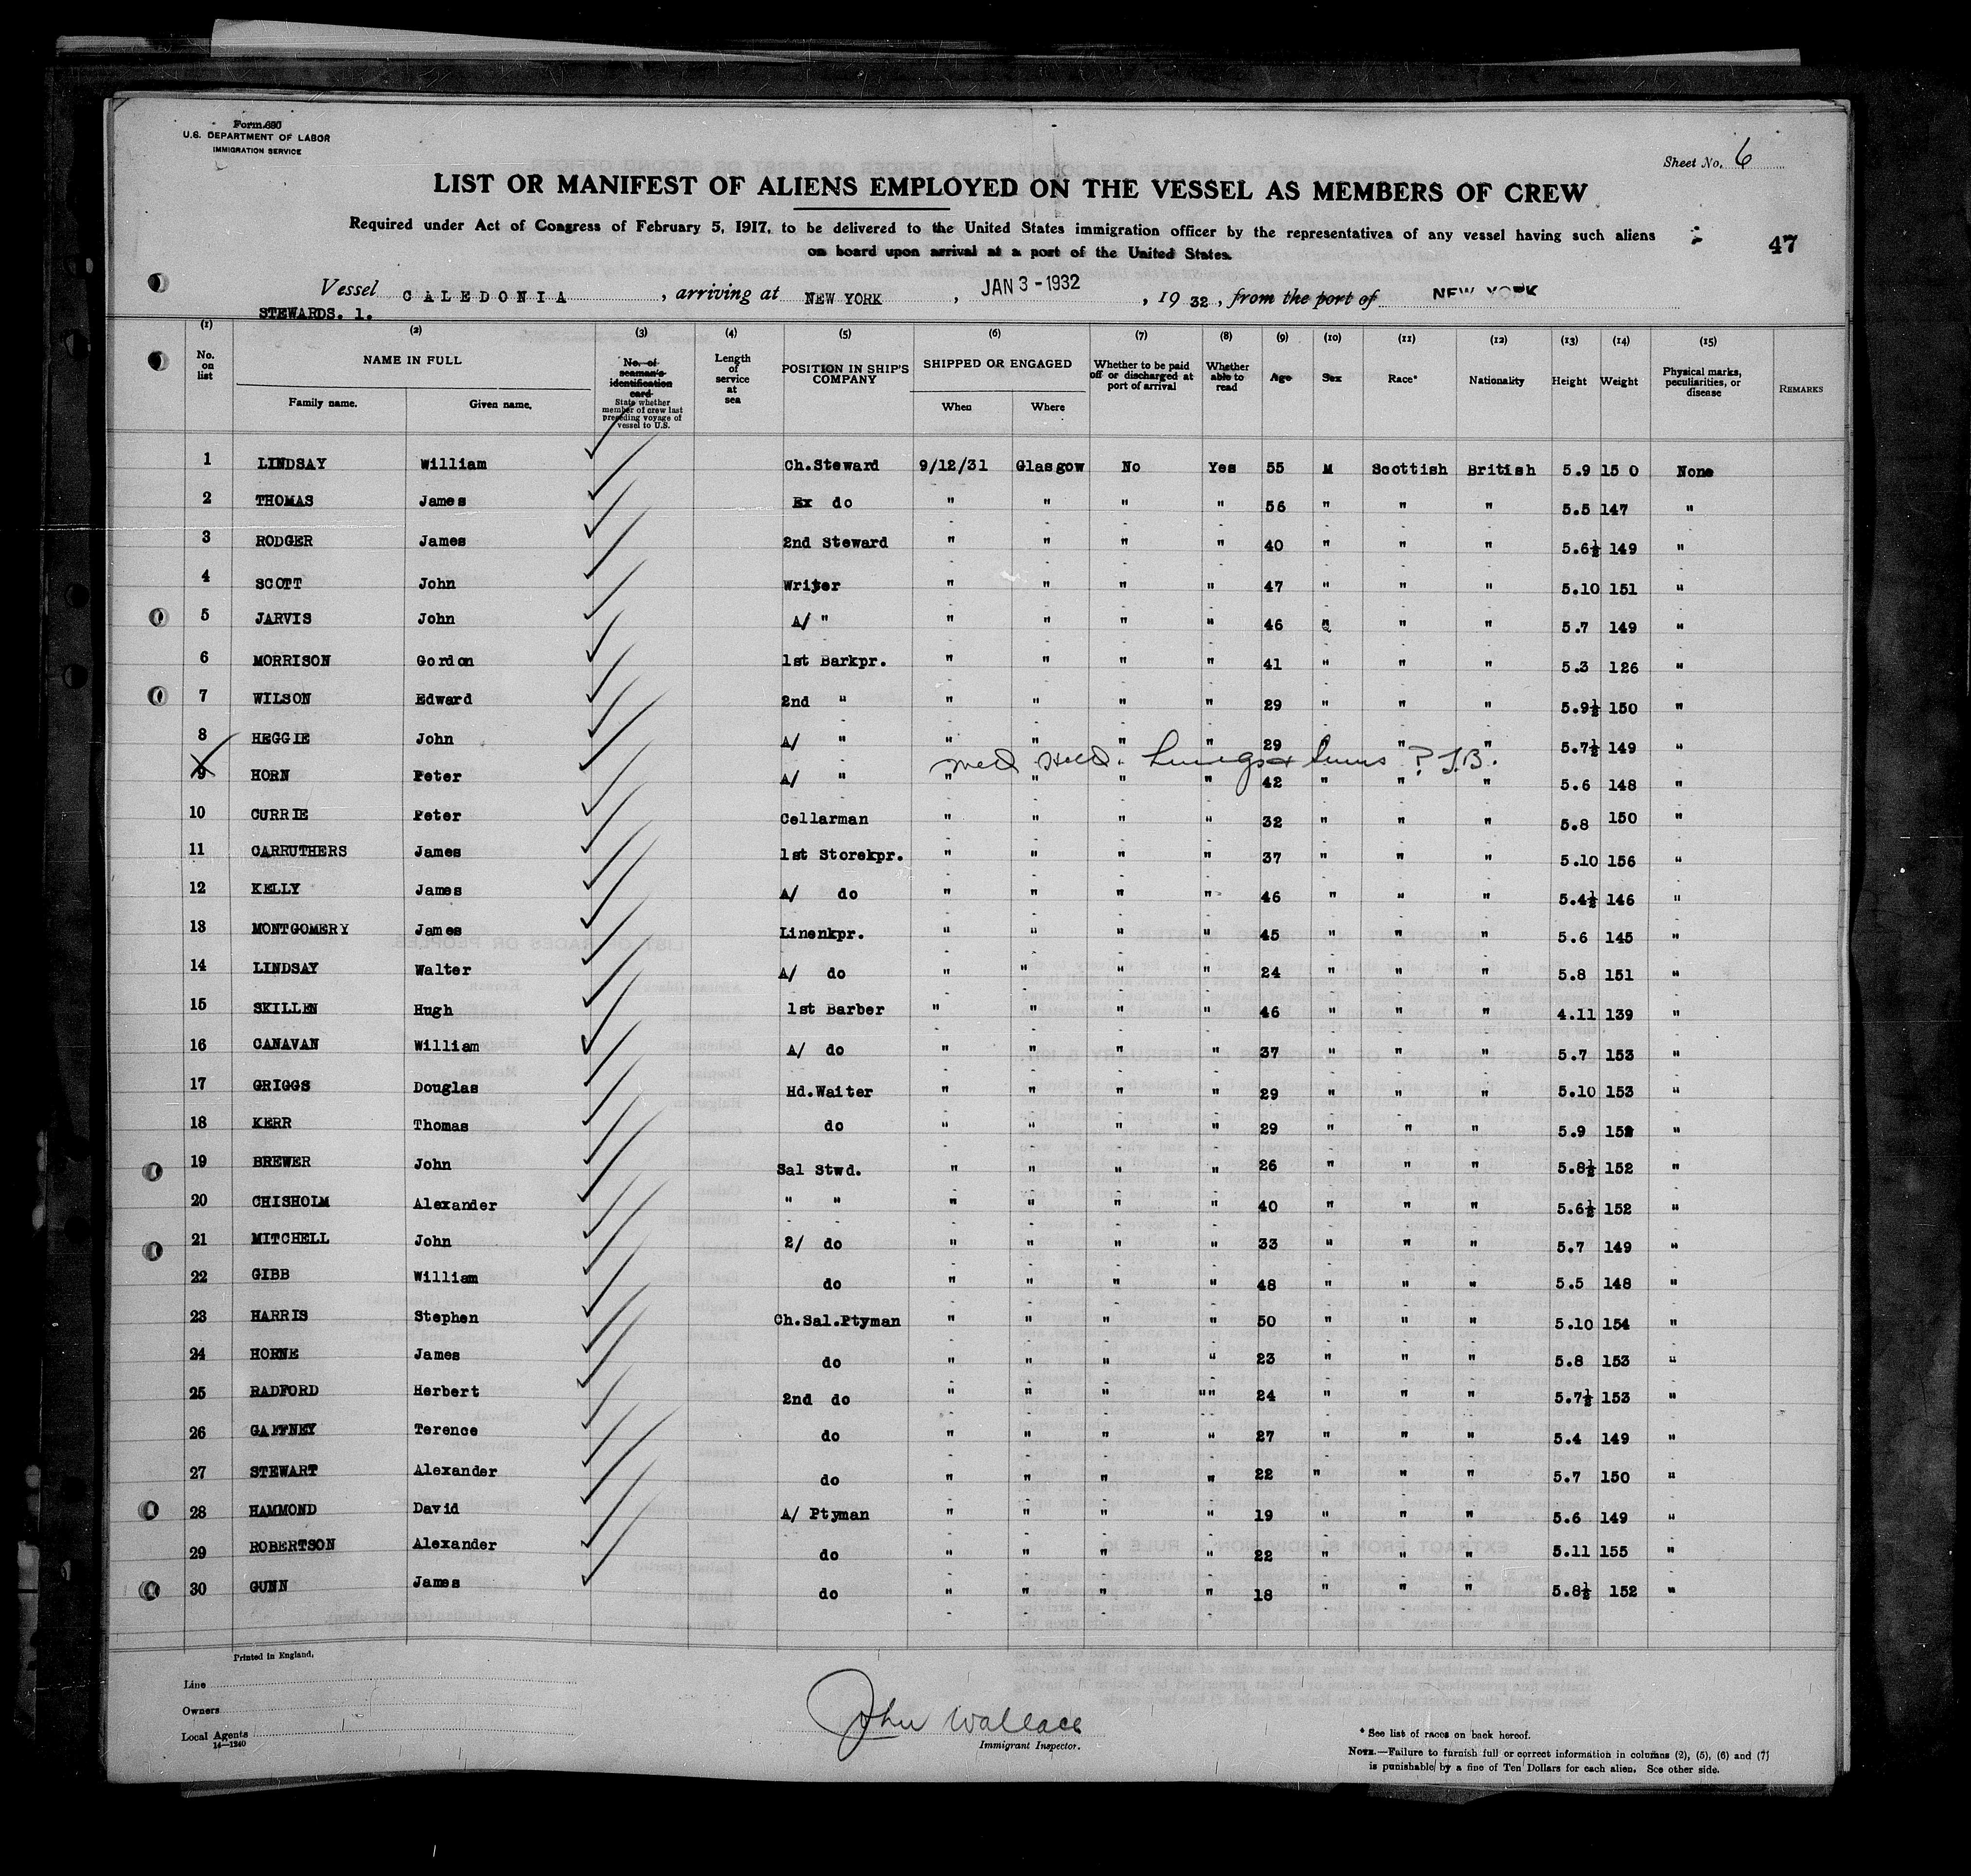 Form 680
U.S. DEPARTMENT OF LABOR
IMMIGRATION SERVICE
Sheet No. 6
LIST OR MANIFEST OF ALIENS EMPLOYED ON THE VESSEL AS MEMBERS OF CREW
Required under Act of Congress of February 5, 1917, to be delivered to the United States immigration officer by the representatives of any vessel having such aliens
on board upon arrival at a port of the United States.
47
Vessel CALEDONIA, arriving at NEW YORK, JAN 3-1932, 1932, from the port of NEW YORK
STEWARDS. 1.
(1) (2) (3) (4) (5) (6) (7) (8) (9) (10) (11) (12) (13) (14) (15)
No. on list NAME IN FULL Family name. Given name. No. of seaman's identification card State whether member of crew last preceding voyage of vessel to U.S. Length of service at sea POSITION IN SHIP'S COMPANY SHIPPED OR ENGAGED When Where Whether to be paid off or discharged at port of arrival Whether able to read Age Sex Race* Nationality Height Weight Physical marks, peculiarities, or disease REMARKS
1 LINDSAY William Ch.Steward 9/12/31 Glasgow No Yes 55 M Scottish British 5.9 15 0 None
2 THOMAS James Ex do " " " " 56 " " " 5.5 147 "
3 RODGER James 2nd Steward " " " " 40 " " " 5.6½ 149 "
4 SCOTT John Writer " " " " 47 " " " 5.10 151 "
5 JARVIS John A/ " " " " " 46 " " " 5.7 149 "
6 MORRISON Gordon 1st Barkpr. " " " " 41 " " " 5.3 126 "
7 WILSON Edward 2nd " " " " " 29 " " " 5.9½ 150 "
8 HEGGIE John A/ " " " " " 29 " " " 5.7½ 149 "
Med Held. Lungs ? T.B.
9 HORN Peter A/ " " " " " 42 " " " 5.6 148 "
10 CURRIE Peter Cellarman " " " " 32 " " " 5.8 150 "
11 CARRUTHERS James 1st Storekpr. " " " " 37 " " " 5.10 156 "
12 KELLY James A/ do " " " " 46 " " " 5.4½ 146 "
13 MONTGOMERY James Linenkpr. " " " " 45 " " " 5.6 145 "
14 LINDSAY Walter A/ do " " " " 24 " " " 5.8 151 "
15 SKILLEN Hugh 1st Barber " " " " 46 " " " 4.11 139 "
16 CANAVAN William A/ do " " " " 37 " " " 5.7 153 "
17 GRIGGS Douglas Hd.Waiter " " " " 29 " " " 5.10 153 "
18 KERR Thomas do " " " " 29 " " " 5.9 152 "
19 BREWER John Sal Stwd. " " " " 26 " " " 5.8½ 152 "
20 CHISHOLM Alexander " " " " " " 40 " " " 5.6½ 152 "
21 MITCHELL John 2/ do " " " " 33 " " " 5.7 149 "
22 GIBB William do " " " " 48 " " " 5.5 148 "
23 HARRIS Stephen Ch.Sal.Ptyman " " " " 50 " " " 5.10 154 "
24 HORNE James do " " " " 23 " " " 5.8 153 "
25 RADFORD Herbert 2nd do " " " "" 24 " " " 5.7½ 153 "
26 GAFFNEY Terence do " " " " 27 " " " 5.4 149 "
27 STEWART Alexander do " " " " 22 " " " 5.7 150 "
28 HAMMOND David A/ Ptyman " " " " 19 " " " 5.6 149 "
29 ROBERTSON Alexander do " " " " 22 " " " 5.11 155 "
30 GUNN James do " " " " 18 " " " 5.8½ 152 "
Printed in England.
Line
Owners
Local Agents
14-1240
John Wallace
Immigrant Inspector.
* See list of races on back hereof.
NOTE.—Failure to furnish full or correct information in columns (2), (5), (6) and (7)
is punishable by a fine of Ten Dollars for each alien. See other side.